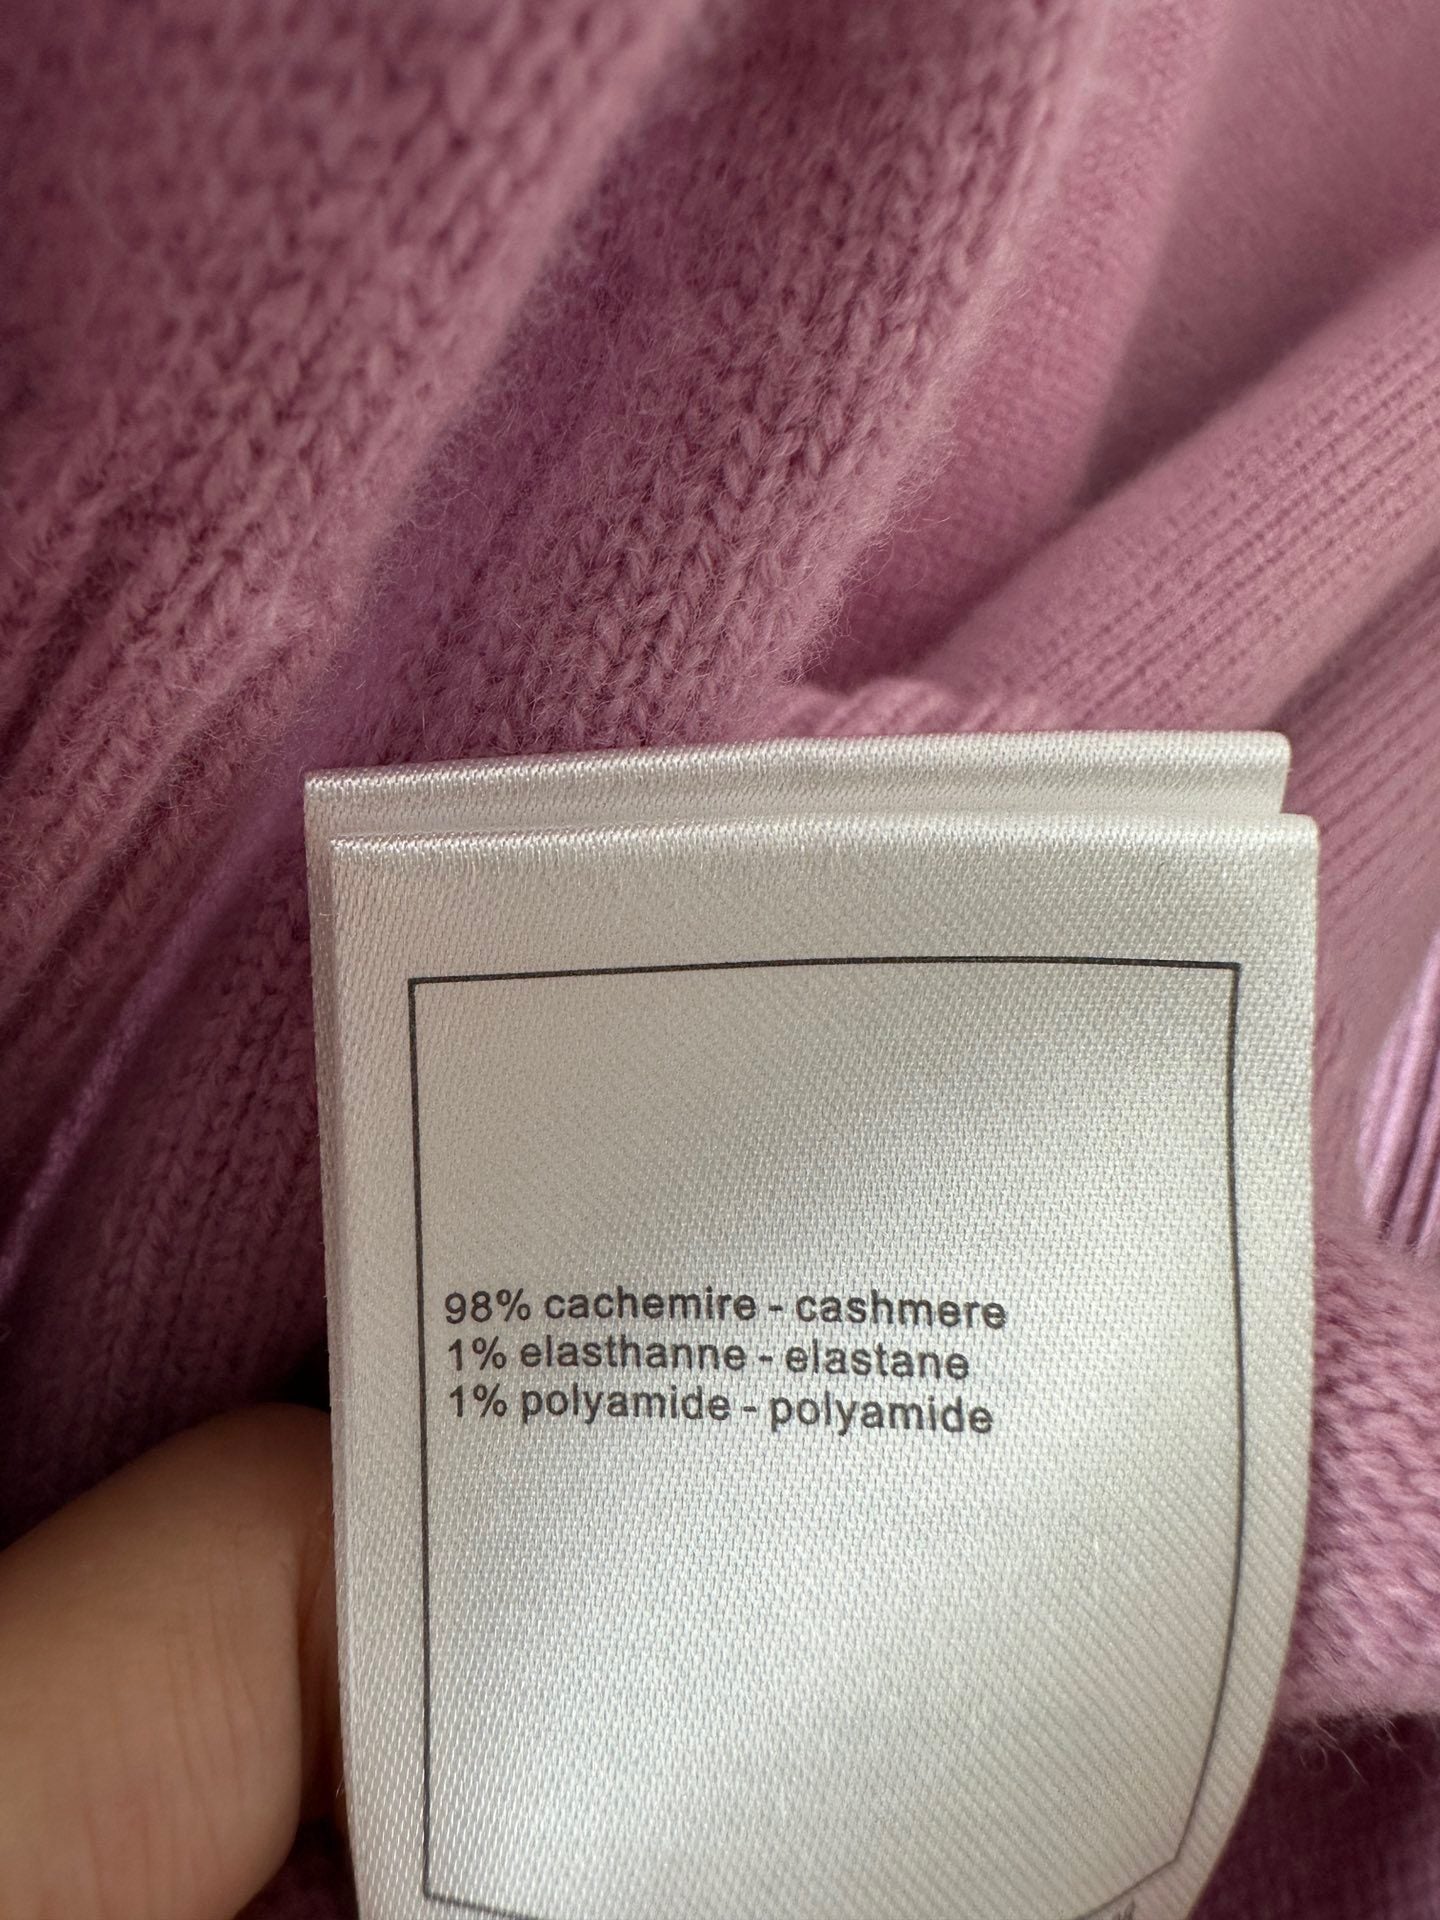 98% cachemire - cashmere
1% elasthanne - elastane
1% polyamide - polyamide